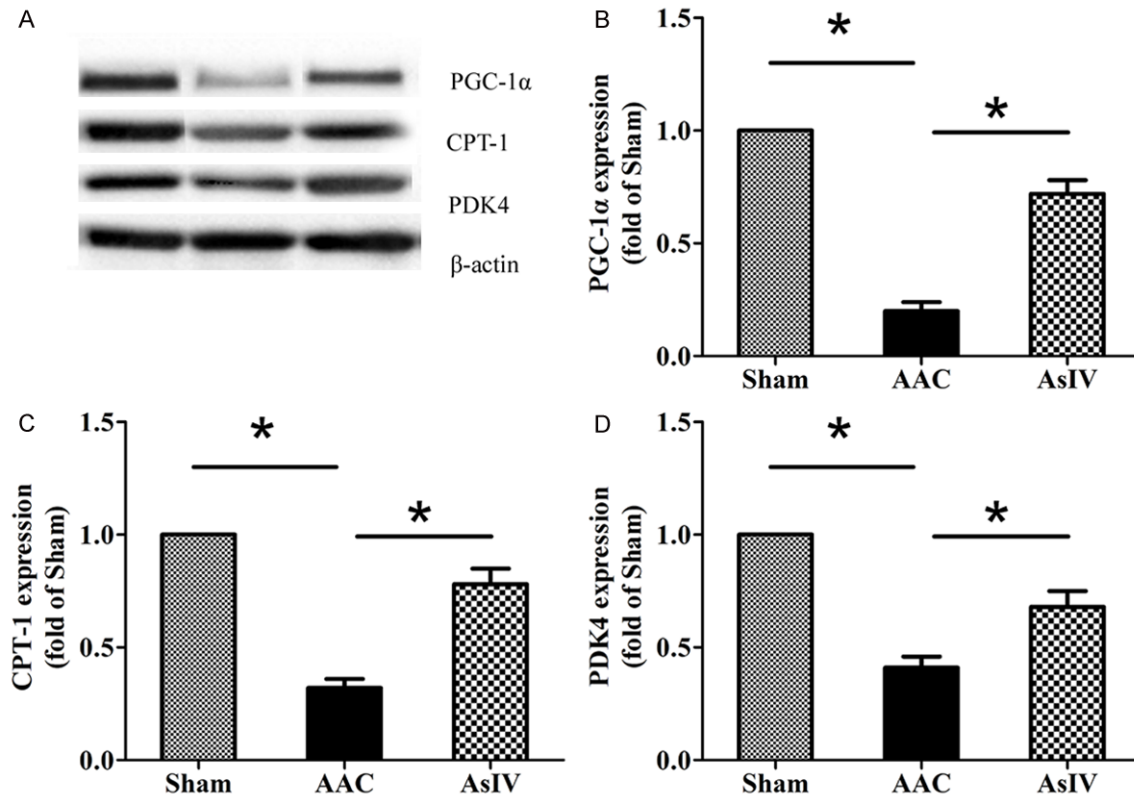 A
PGC-1α
CPT-1
PDK4
β-actin
B
PGC-1α expression
(fold of Sham)
1.5
1.0
0.5
0.0
*
*
Sham AAC AsIV
C
CPT-1 expression
(fold of Sham)
1.5
1.0
0.5
0.0
*
*
Sham AAC AsIV
D
PDK4 expression
(fold of Sham)
1.5
1.0
0.5
0.0
*
*
Sham AAC AsIV